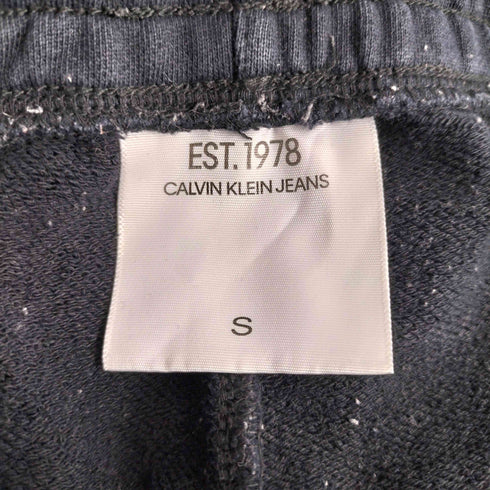 EST. 1978
CALVIN KLEIN JEANS
S